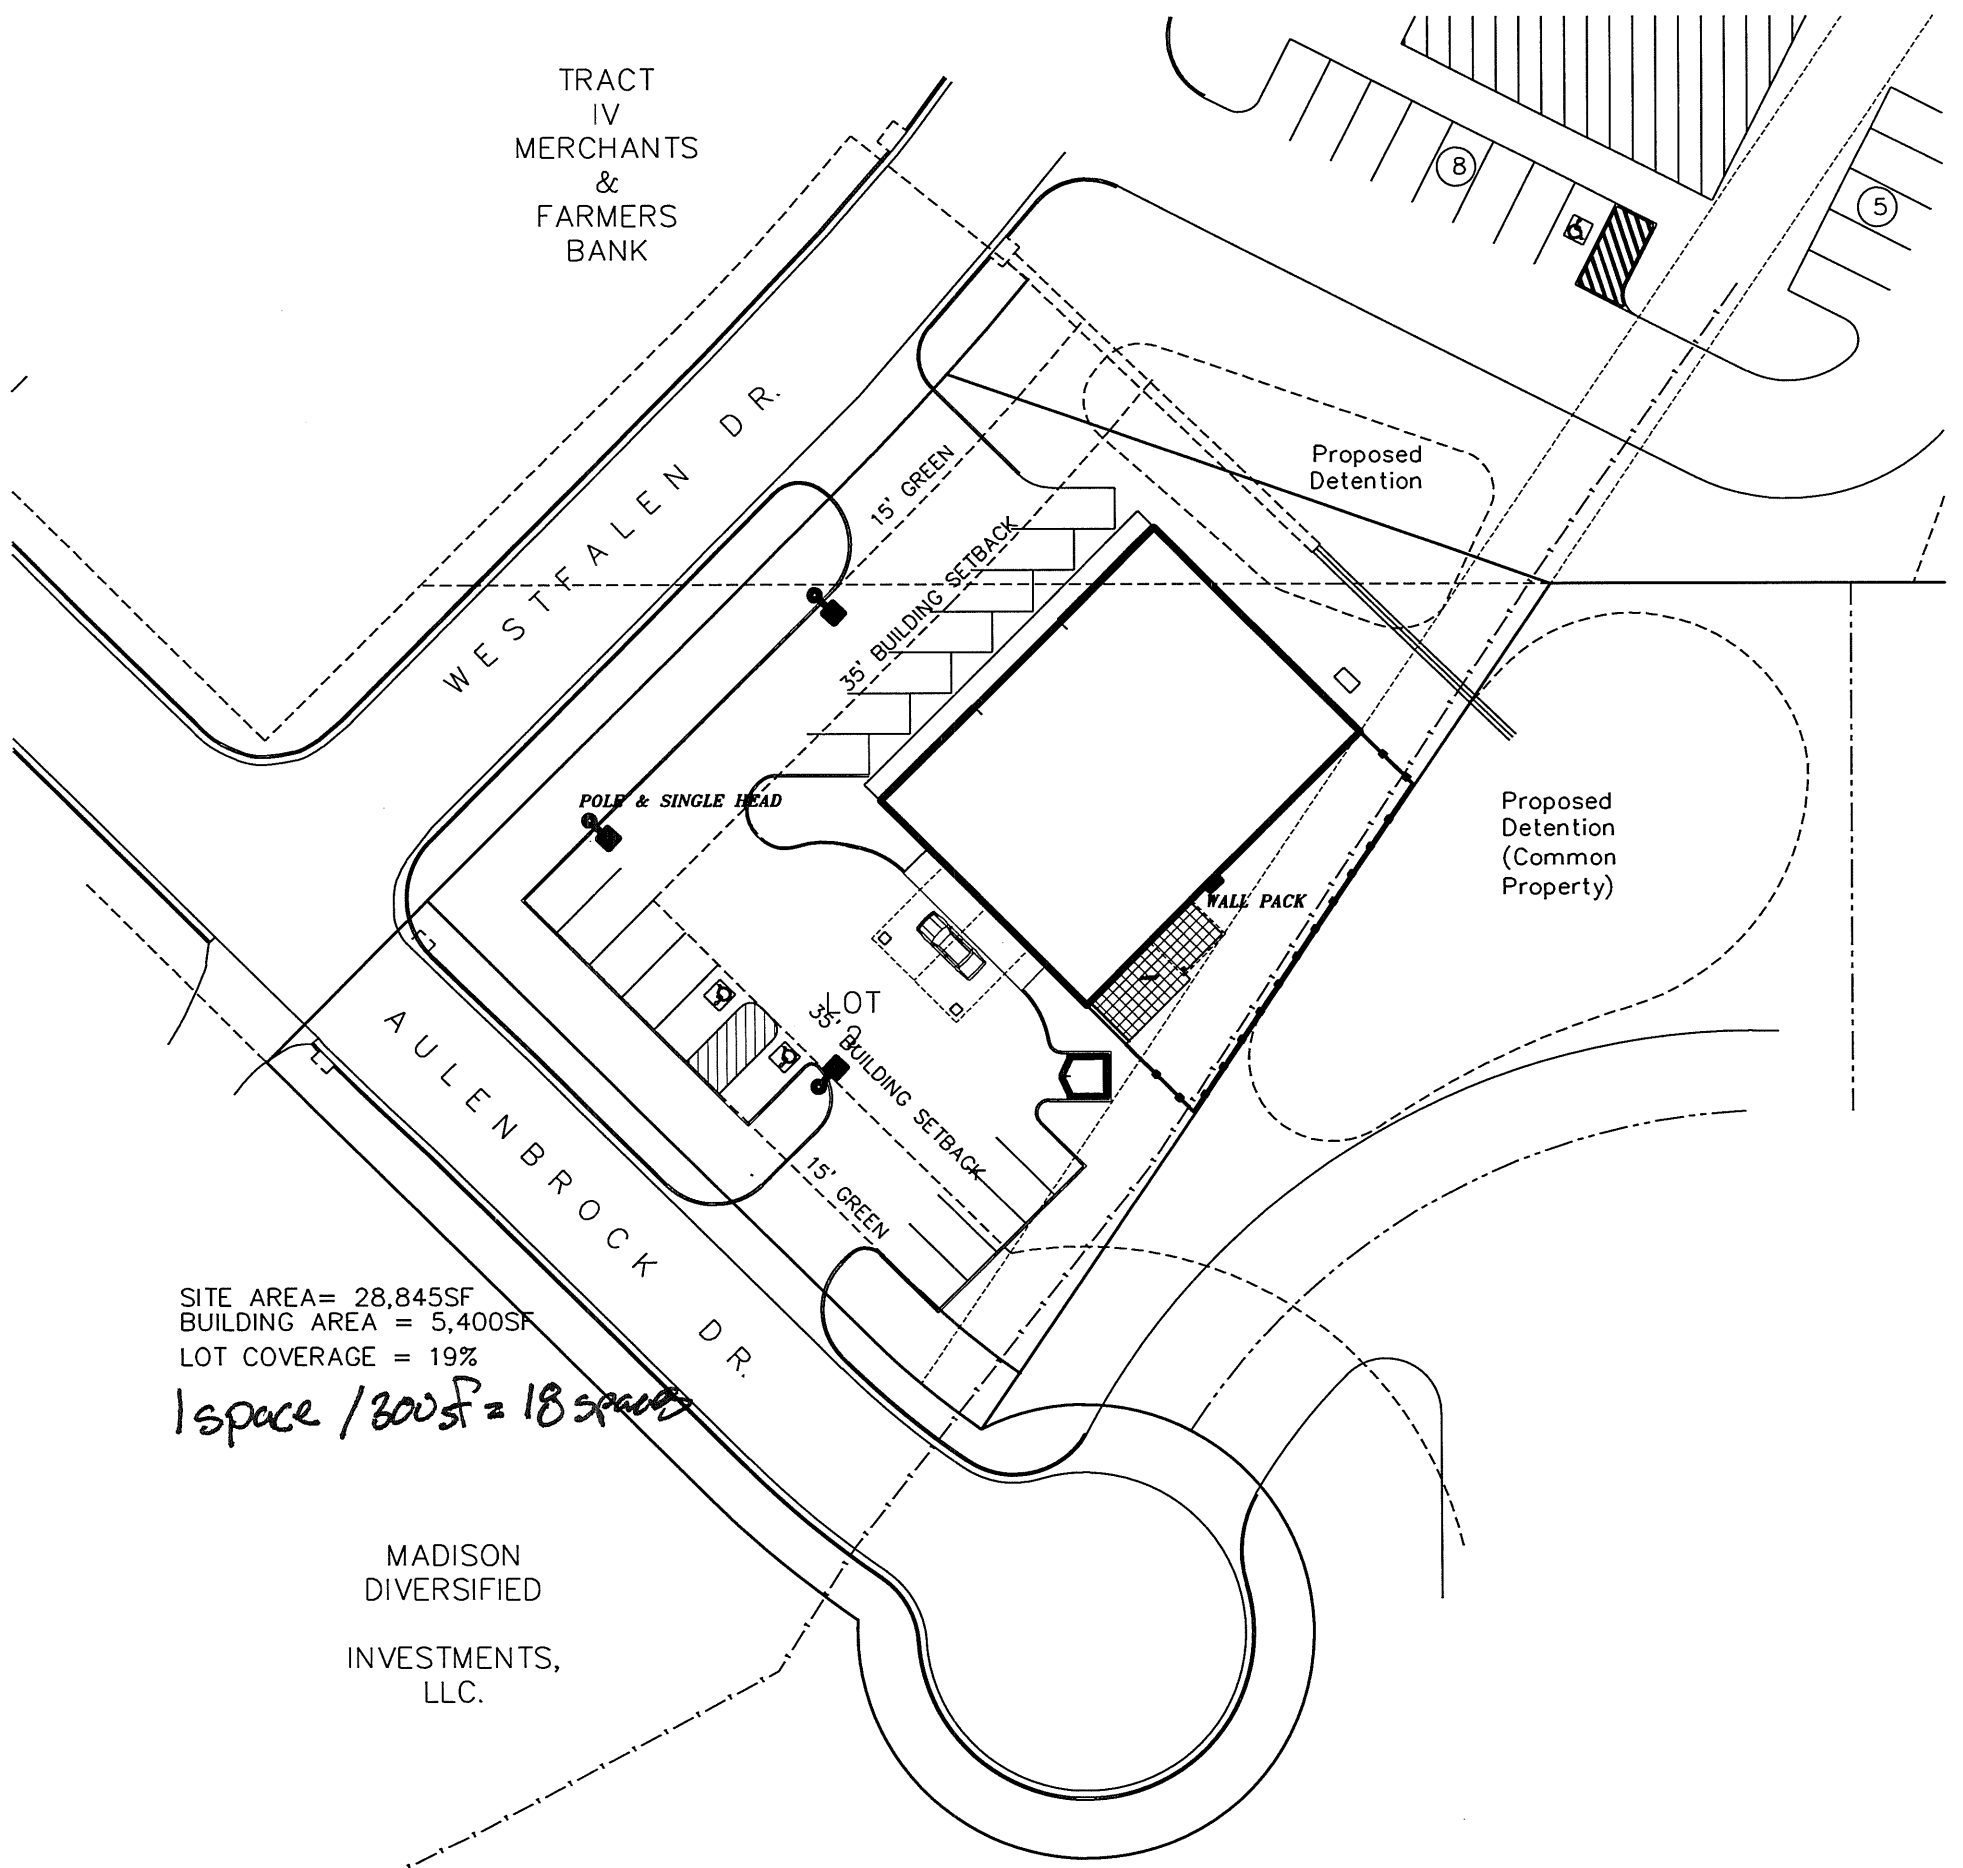 TRACT
IV
MERCHANTS
&
FARMERS
BANK
8
5
WESTFALEN DR.
15' GREEN
35' BUILDING SETBACK
Proposed
Detention
POLE & SINGLE HEAD
Proposed
Detention
(Common
Property)
WALL PACK
LOT
2
35' BUILDING SETBACK
15' GREEN
AULENBROCK DR.
SITE AREA= 28,845SF
BUILDING AREA = 5,400SF
LOT COVERAGE = 19%
1 space /300sf = 18 spaces
MADISON
DIVERSIFIED
INVESTMENTS,
LLC.